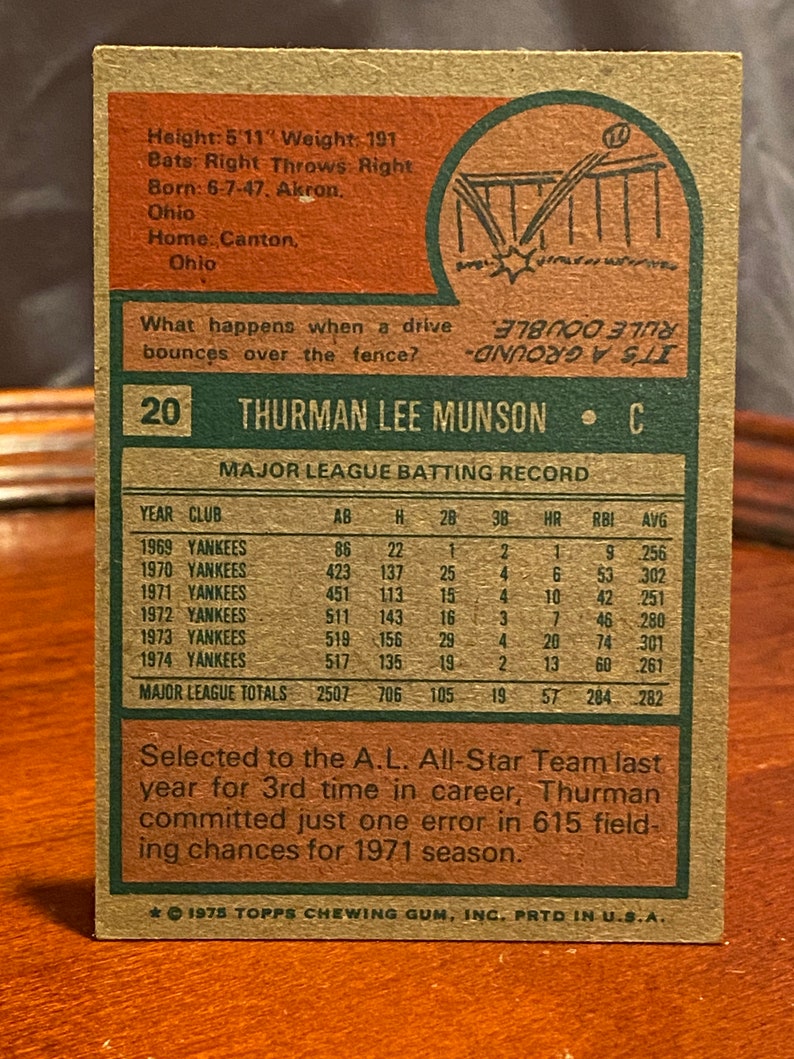 Height: 5'11" Weight: 191
Bats: Right Throws: Right
Born: 6-7-47, Akron,
Ohio
Home: Canton,
Ohio
What happens when a drive
bounces over the fence?
IT'S A GROUND-
RULE DOUBLE.
20 THURMAN LEE MUNSON • C
MAJOR LEAGUE BATTING RECORD
YEAR CLUB AB H 2B 3B HR RBI AVG
1969 YANKEES 86 22 1 2 1 9 .256
1970 YANKEES 423 137 25 4 6 53 .302
1971 YANKEES 451 113 15 4 10 42 .251
1972 YANKEES 511 143 16 3 7 46 .280
1973 YANKEES 519 156 29 4 20 74 .301
1974 YANKEES 517 135 19 2 13 60 .261
MAJOR LEAGUE TOTALS 2507 706 105 19 57 284 .282
Selected to the A.L. All-Star Team last
year for 3rd time in career, Thurman
committed just one error in 615 field-
ing chances for 1971 season.
★ © 1975 TOPPS CHEWING GUM, INC. PRTD IN U.S.A.